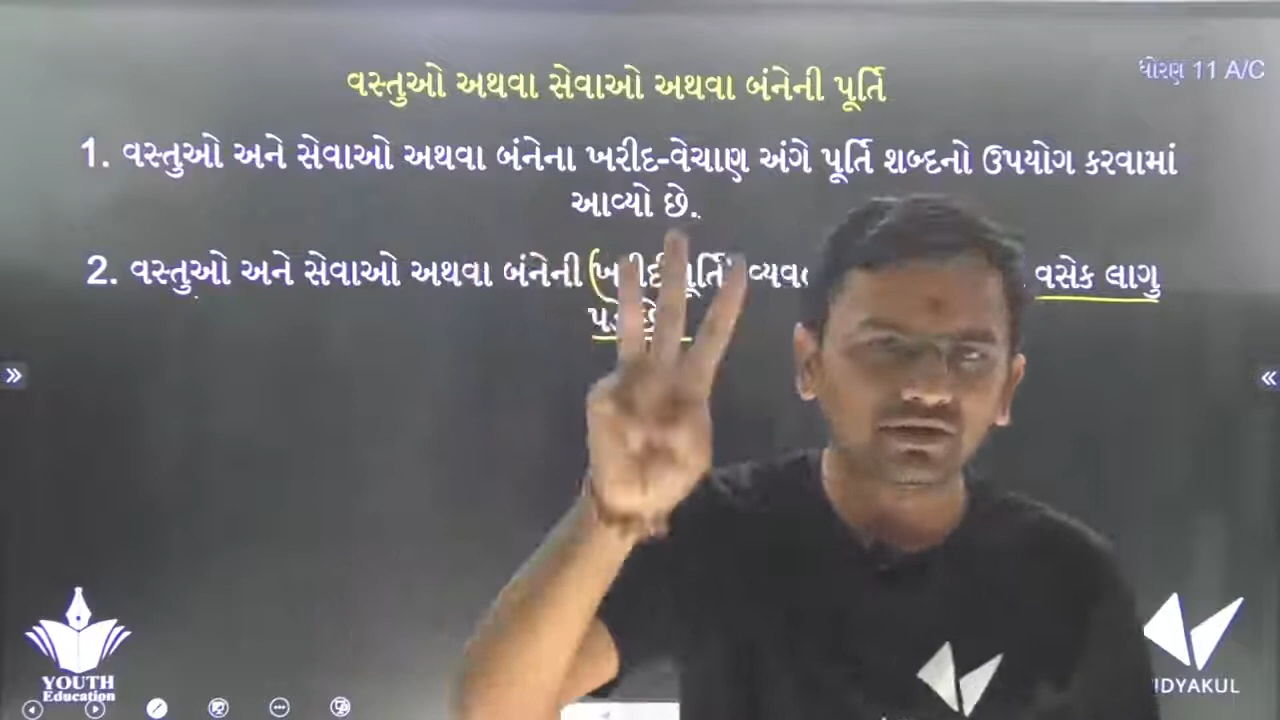 ધોરણ 11 A/C
વસ્તુઓ અથવા સેવાઓ અથવા બંનેની પૂર્તિ
1. વસ્તુઓ અને સેવાઓ અથવા બંનેના ખરીદ-વેચાણ અંગે પૂર્તિ શબ્દનો ઉપયોગ કરવામાં
આવ્યો છે.
2. વસ્તુઓ અને સેવાઓ અથવા બંનેની વસેક લાગુ
YOUTH
Education